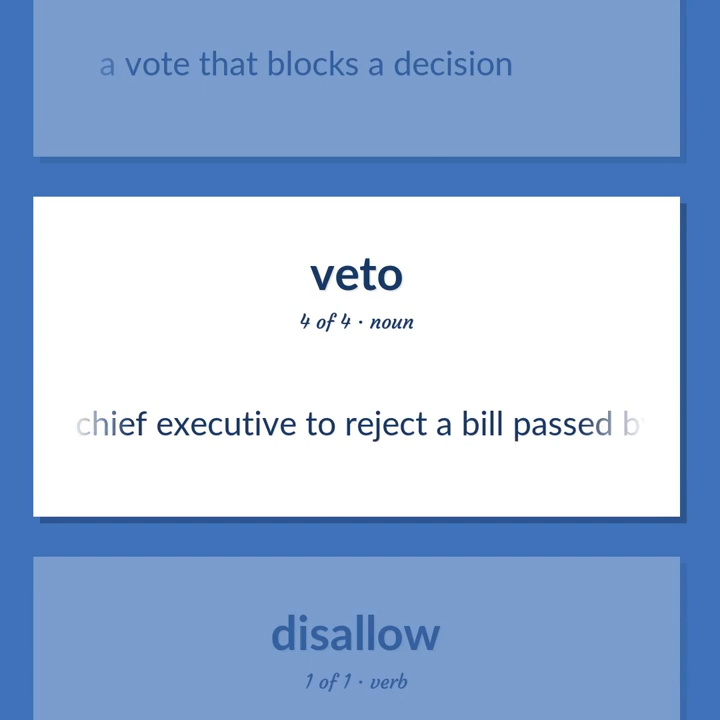 a vote that blocks a decision
veto
4 of 4 · noun
chief executive to reject a bill passed by
disallow
1 of 1 · verb